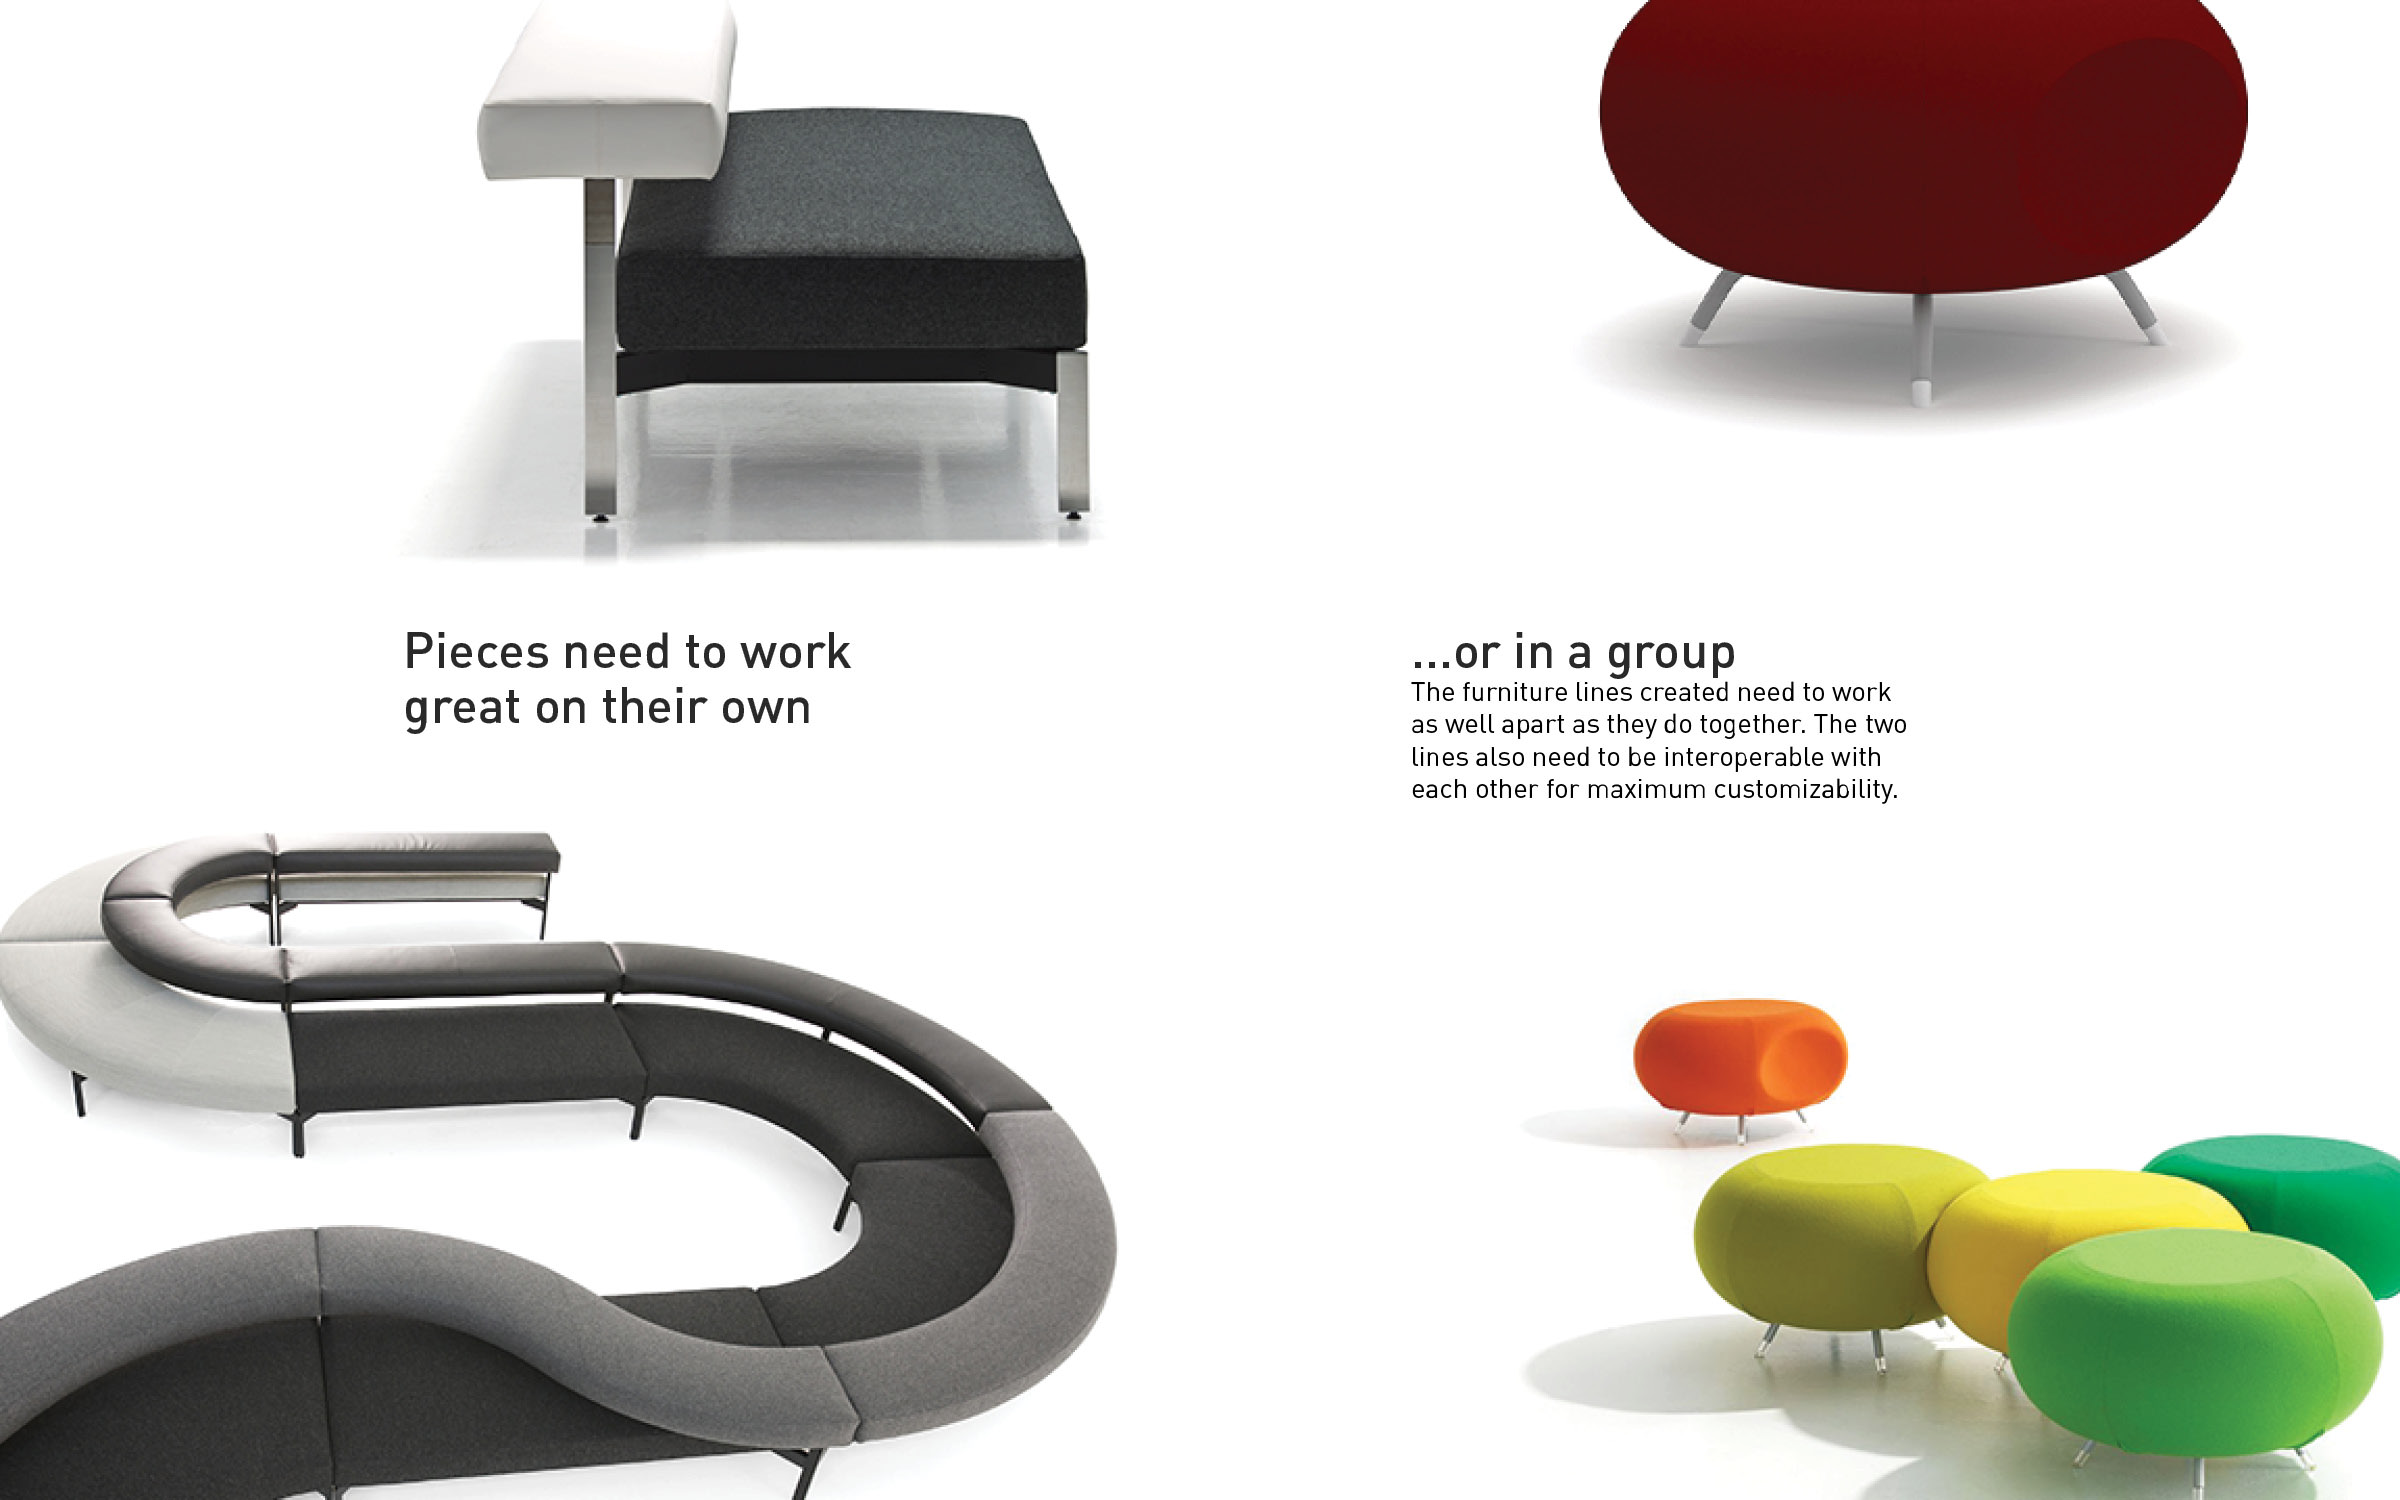 Pieces need to work
great on their own
...or in a group
The furniture lines created need to work
as well apart as they do together. The two
lines also need to be interoperable with
each other for maximum customizability.